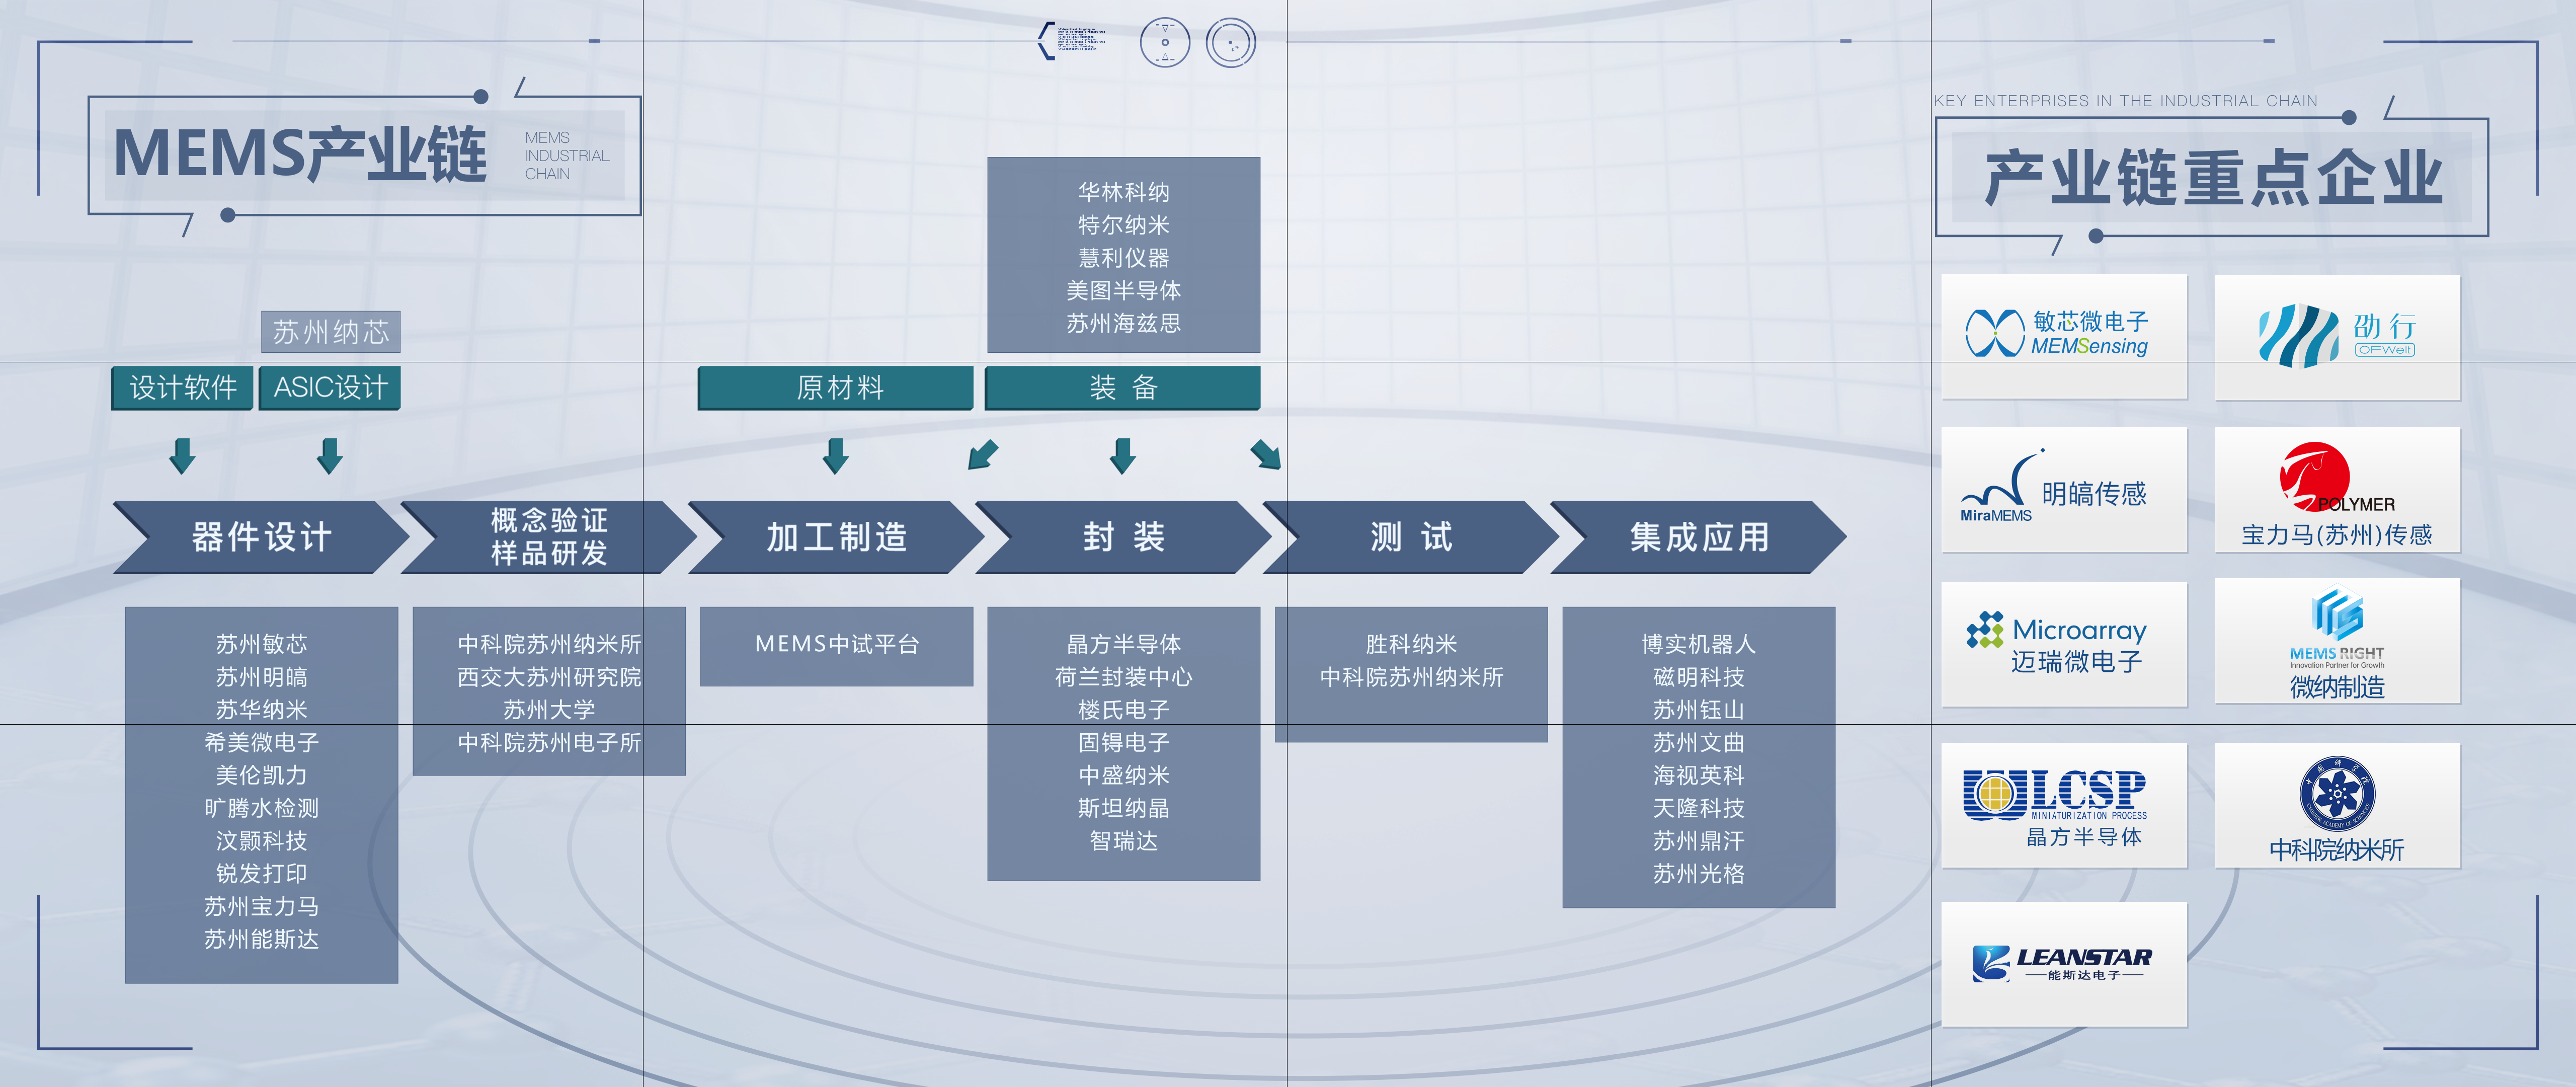 MEMS产业链
MEMS
INDUSTRIAL
CHAIN
华林科纳
特尔纳米
慧利仪器
美图半导体
苏州海兹思
苏州纳芯
设计软件
ASIC设计
原材料
装 备
器件设计
概念验证
样品研发
加工制造
封 装
测 试
集成应用
苏州敏芯
苏州明皜
苏华纳米
希美微电子
美伦凯力
旷腾水检测
汶颢科技
锐发打印
苏州宝力马
苏州能斯达
中科院苏州纳米所
西交大苏州研究院
苏州大学
中科院苏州电子所
MEMS中试平台
晶方半导体
荷兰封装中心
楼氏电子
固锝电子
中盛纳米
斯坦纳晶
智瑞达
胜科纳米
中科院苏州纳米所
博实机器人
磁明科技
苏州钰山
苏州文曲
海视英科
天隆科技
苏州鼎汗
苏州光格
KEY ENTERPRISES IN THE INDUSTRIAL CHAIN
产业链重点企业
敏芯微电子
MEMSensing
劭行
OFWelt
MiraMEMS
明皜传感
POLYMER
宝力马(苏州)传感
Microarray
迈瑞微电子
MEMS RIGHT
Innovation Partner for Growth
微纳制造
WLCSP
MINIATURIZATION PROCESS
晶方半导体
中国科学院
CHINESE ACADEMY OF SCIENCES
中科院纳米所
LEANSTAR
能斯达电子